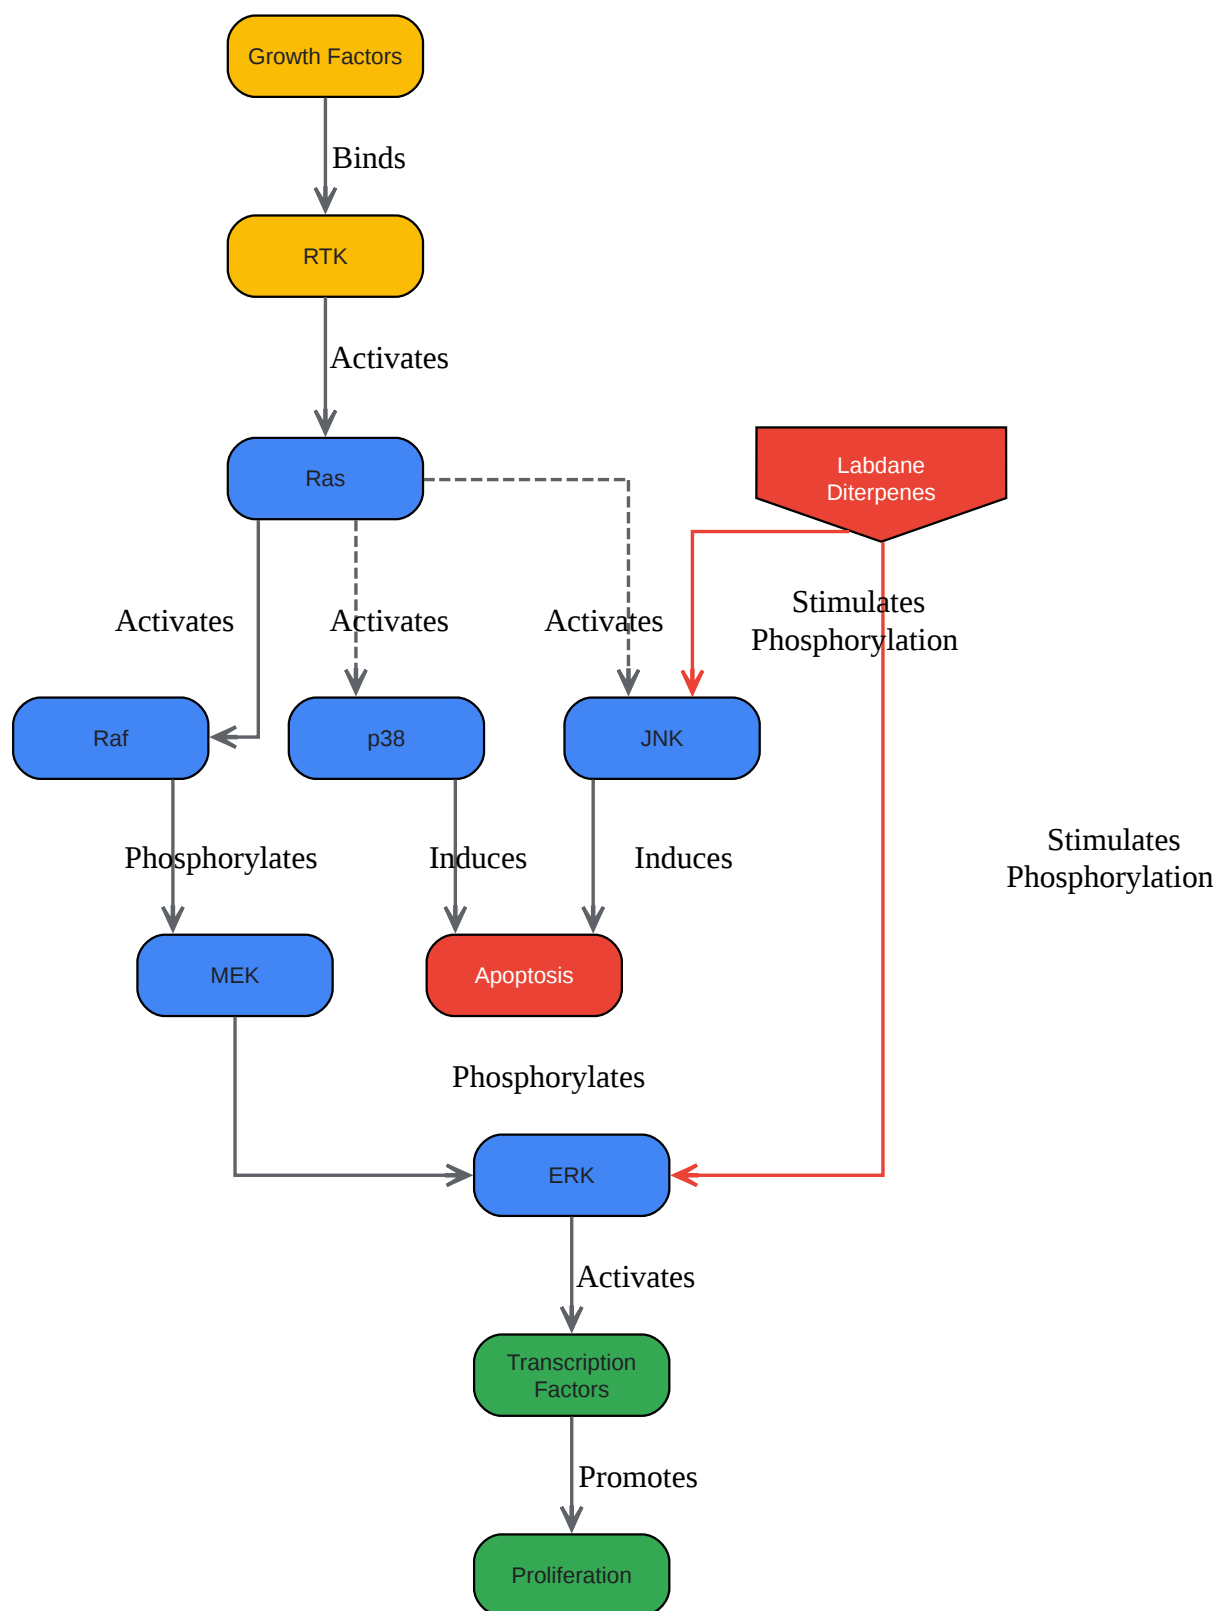 Growth Factors
Binds
RTK
Activates
Ras
Labdane
Diterpenes
Activates
Activates
Activates
Stimulates
Phosphorylation
Raf
p38
JNK
Phosphorylates
Induces
Induces
Stimulates
Phosphorylation
MEK
Apoptosis
Phosphorylates
ERK
Activates
Transcription
Factors
Promotes
Proliferation